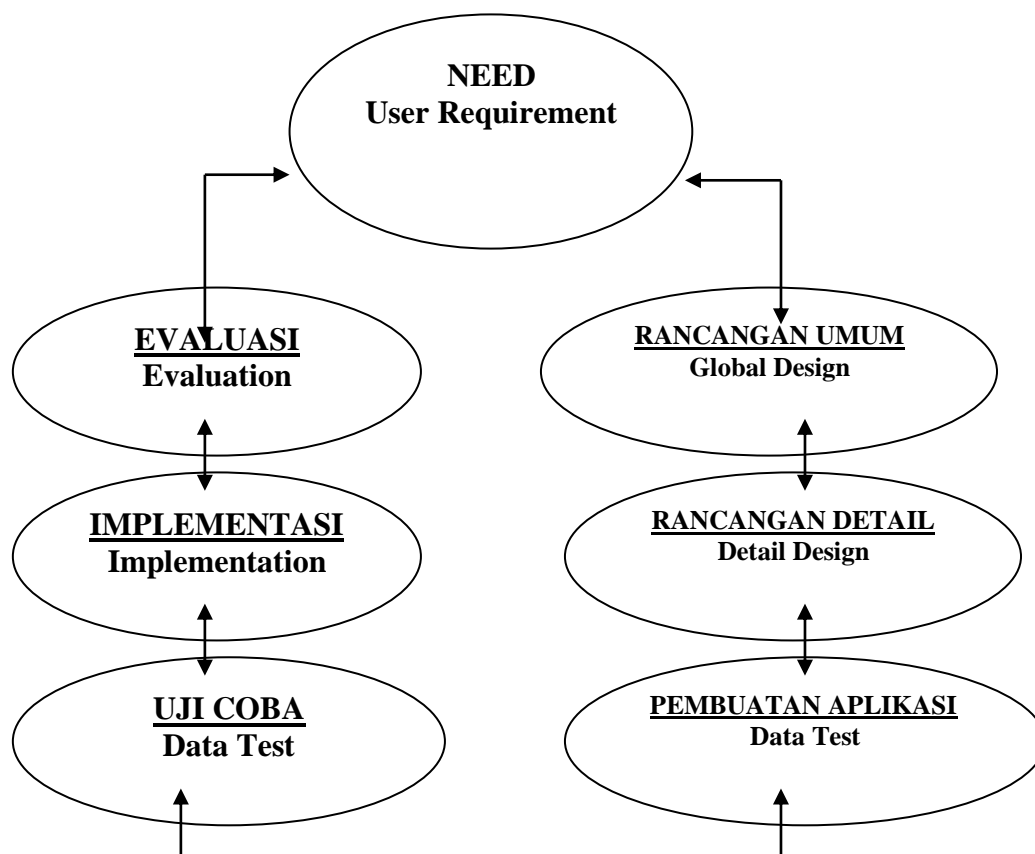 NEED
User Requirement
EVALUASI
Evaluation
RANCANGAN UMUM
Global Design
IMPLEMENTASI
Implementation
RANCANGAN DETAIL
Detail Design
UJI COBA
Data Test
PEMBUATAN APLIKASI
Data Test